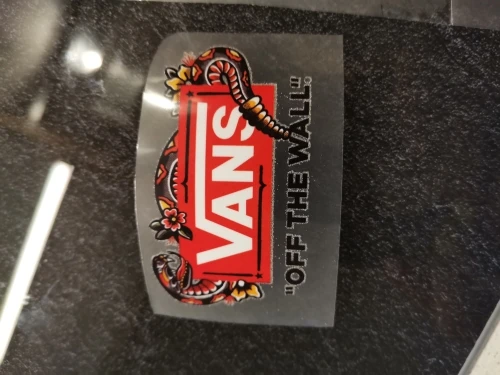 VANS
"OFF THE WALL"